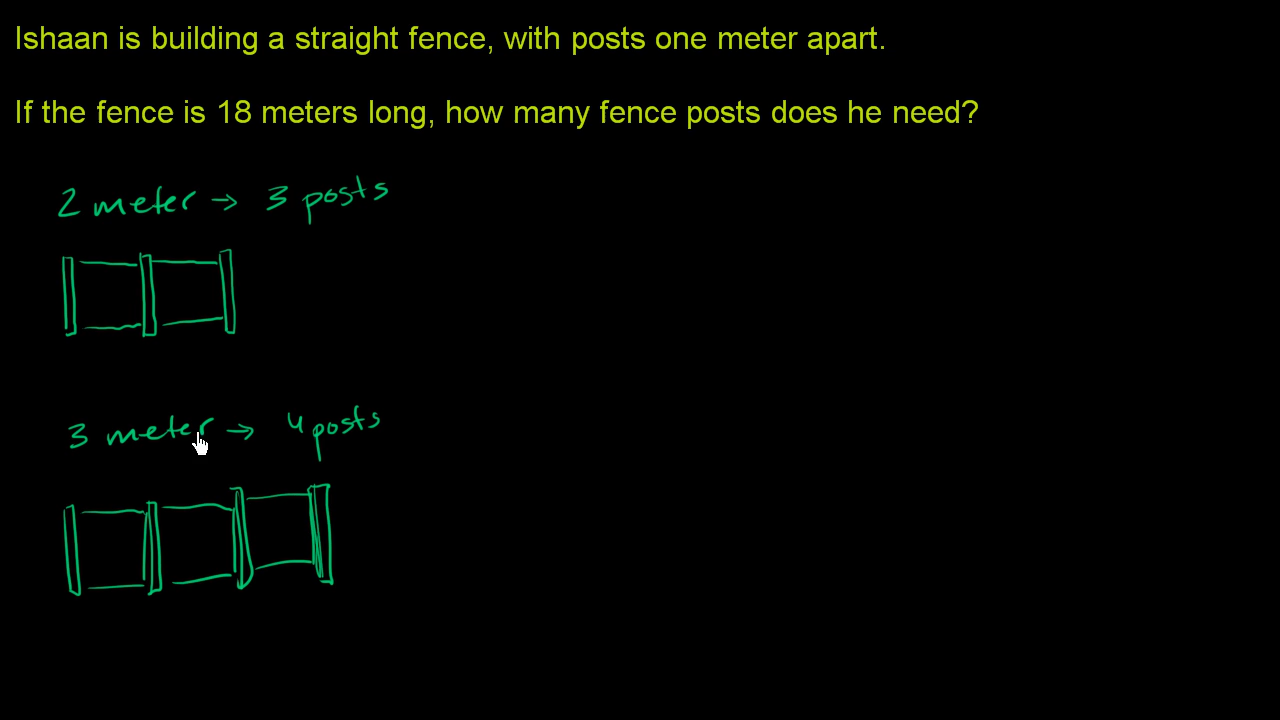 Ishaan is building a straight fence, with posts one meter apart.
If the fence is 18 meters long, how many fence posts does he need?
2 meter → 3 posts
3 meter → 4 posts